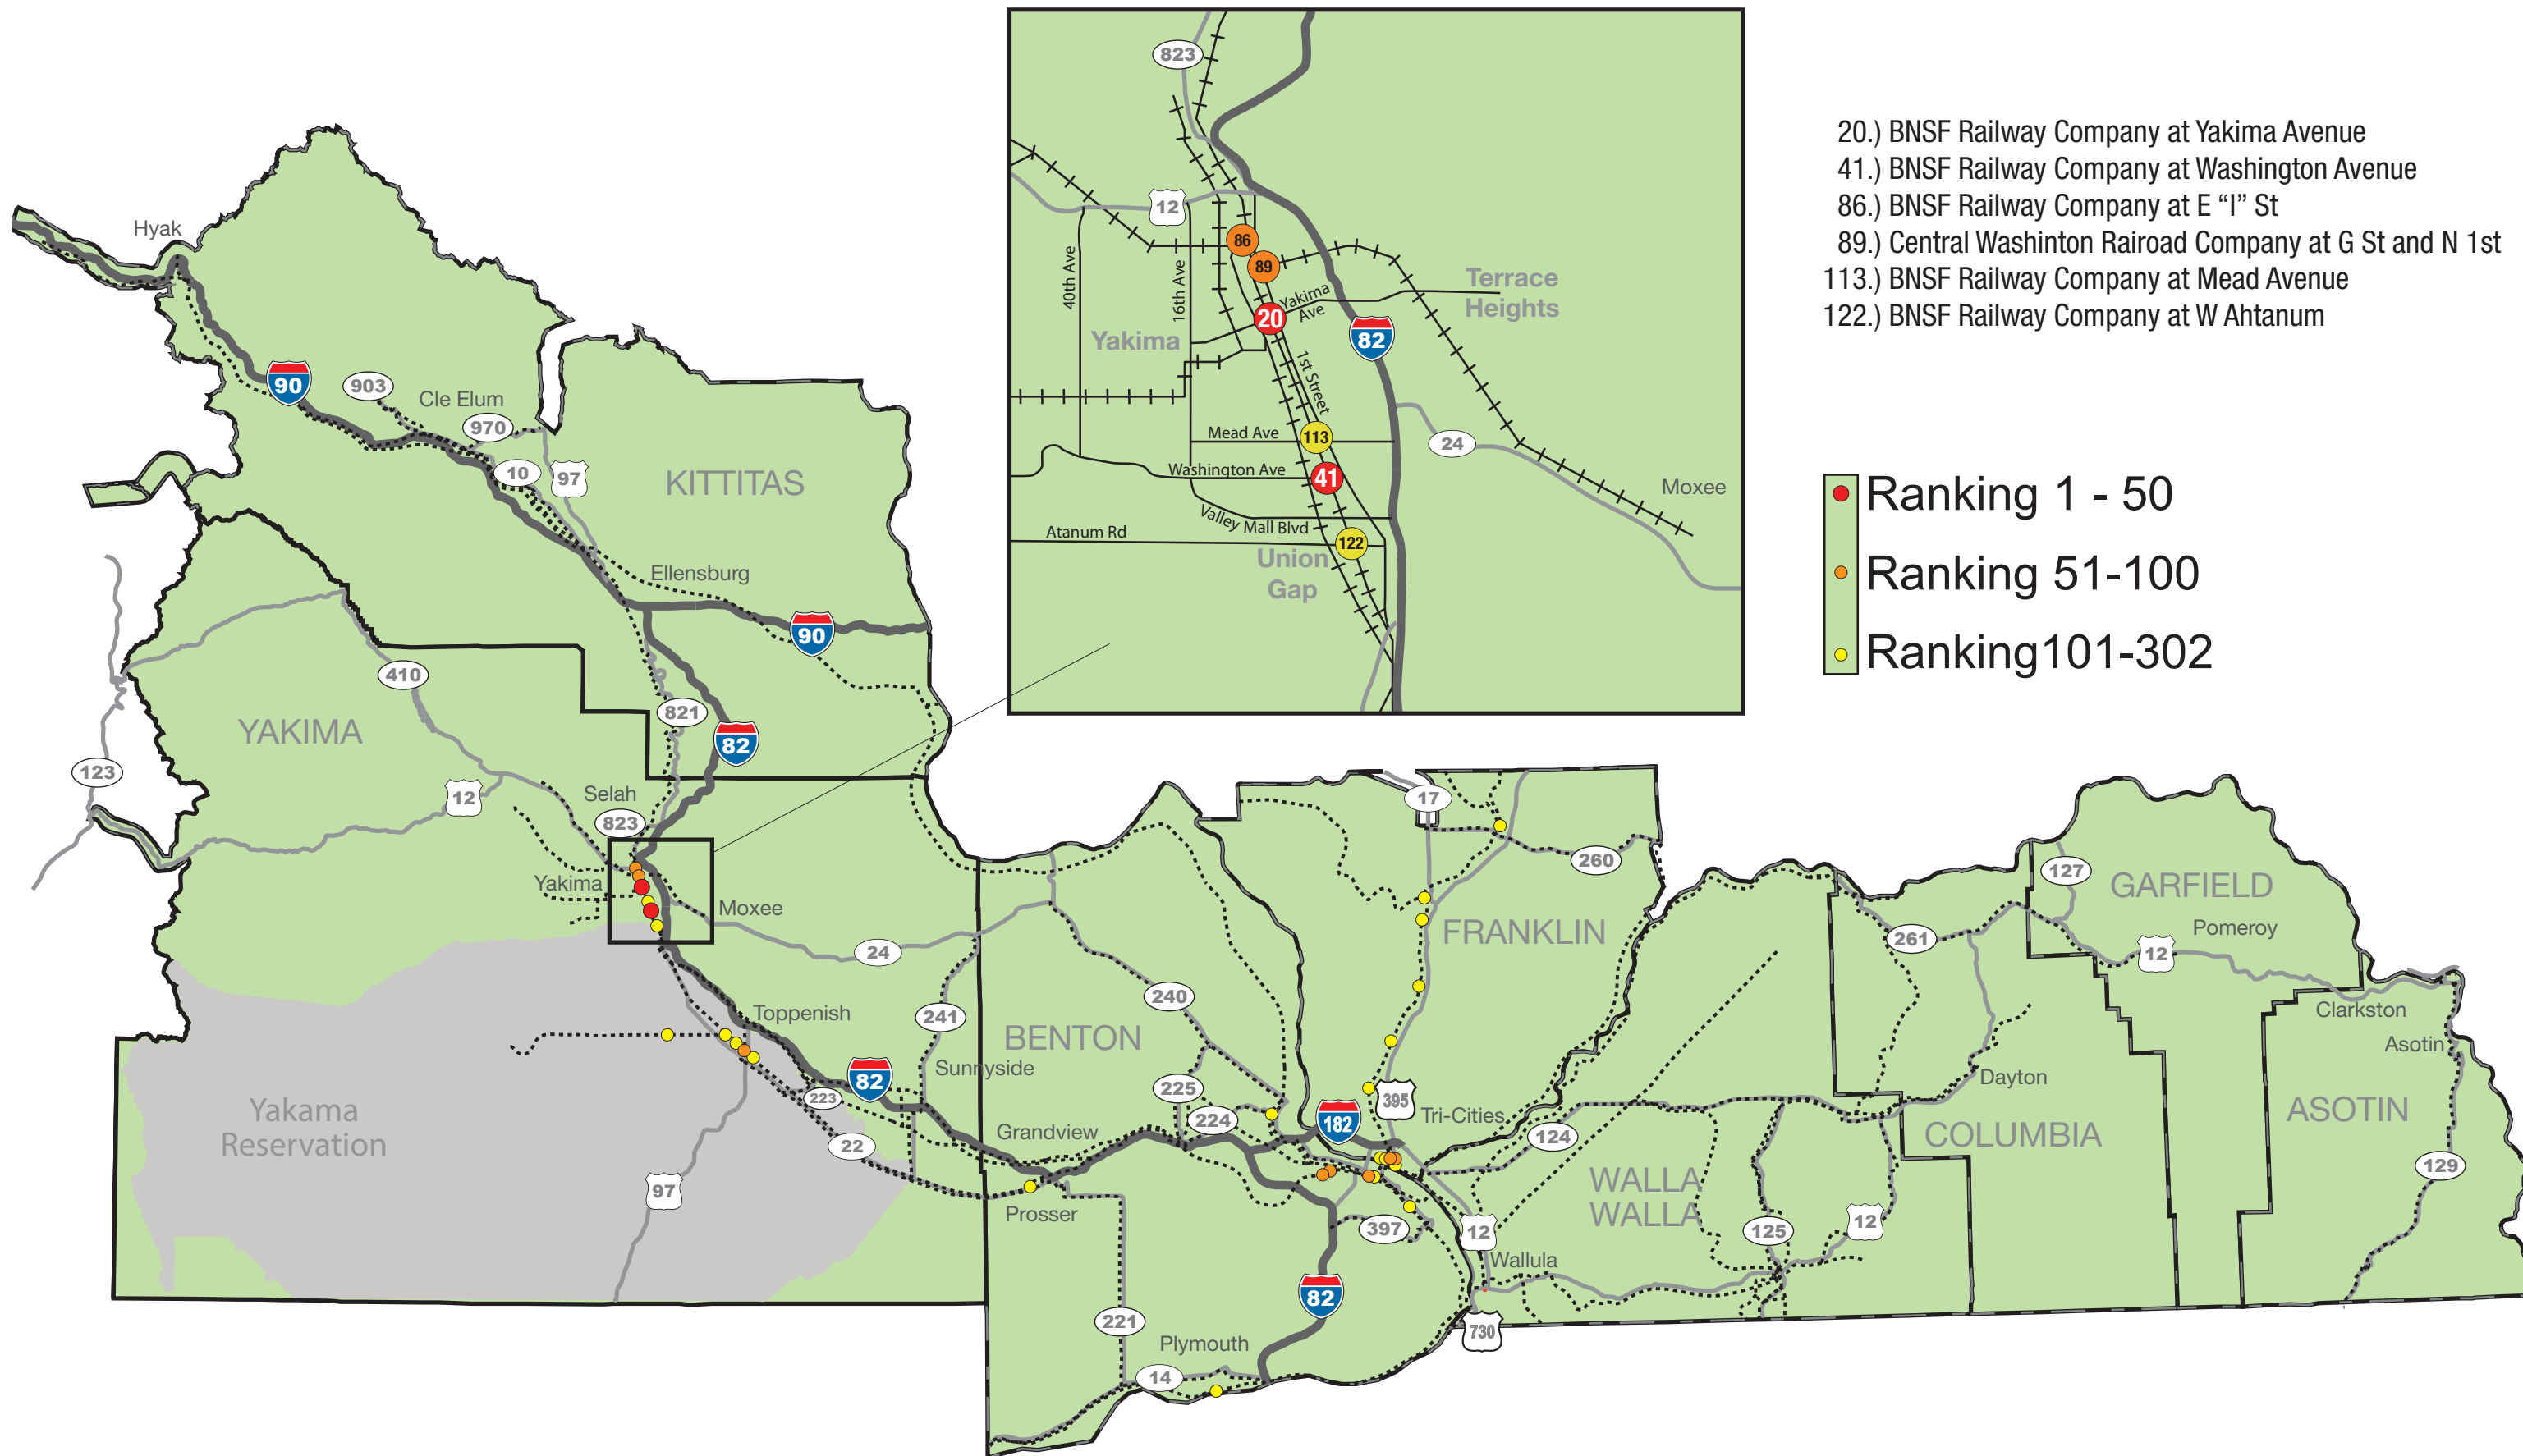 823
12
40th Ave
16th Ave
86
89
Yakima
Ave
Terrace
Heights
20
Yakima
82
1st Street
Mead Ave
113
24
Washington Ave
41
Moxee
Valley Mall Blvd
Atanum Rd
122
Union
Gap
20.) BNSF Railway Company at Yakima Avenue
41.) BNSF Railway Company at Washington Avenue
86.) BNSF Railway Company at E “I” St
89.) Central Washinton Rairoad Company at G St and N 1st
113.) BNSF Railway Company at Mead Avenue
122.) BNSF Railway Company at W Ahtanum
Ranking 1 - 50
Ranking 51-100
Ranking101-302
Hyak
90
903
Cle Elum
970
10
97
KITTITAS
Ellensburg
90
410
821
YAKIMA
82
123
12
Selah
823
17
260
127
GARFIELD
Yakima
Moxee
FRANKLIN
261
Pomeroy
24
12
240
Toppenish
241
BENTON
Clarkston
Asotin
Sunnyside
82
225
395
Dayton
Yakama
Reservation
223
224
182
Tri-Cities
ASOTIN
22
Grandview
124
COLUMBIA
129
97
WALLA
WALLA
Prosser
397
12
125
12
Wallula
82
221
730
Plymouth
14